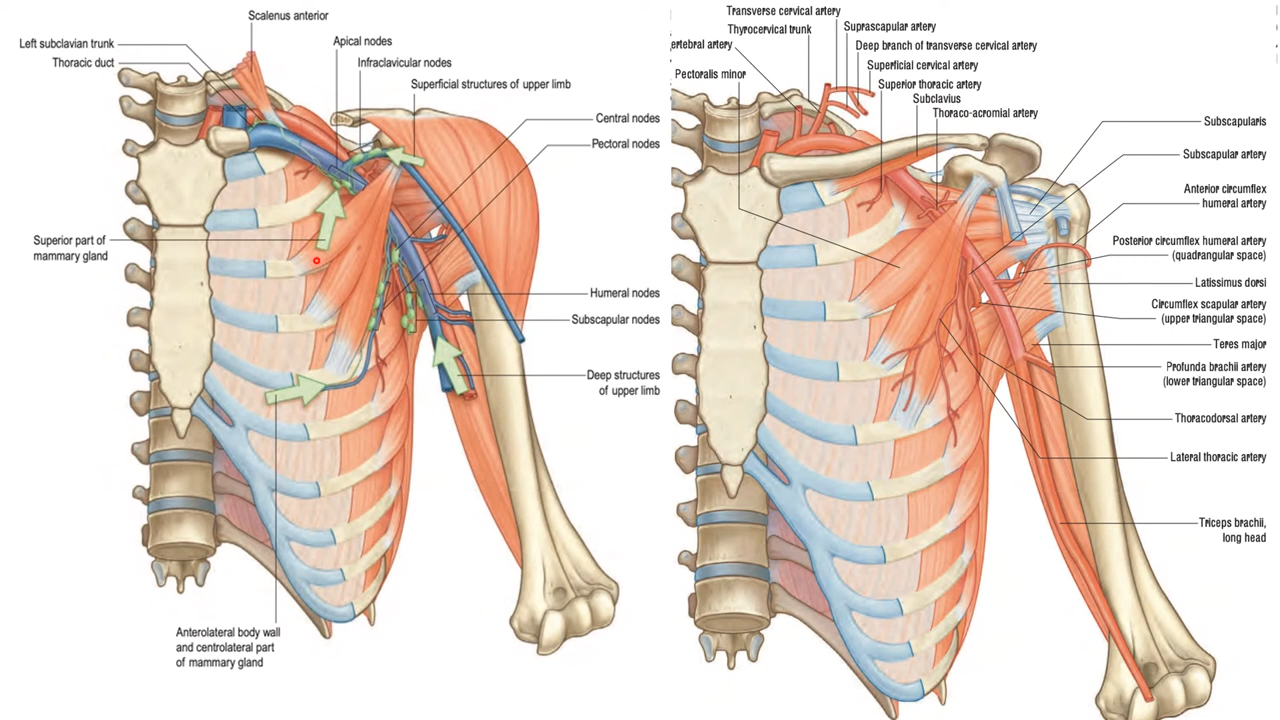 Scalenus anterior
Left subclavian trunk
Thoracic duct
Apical nodes
Infraclavicular nodes
Superficial structures of upper limb
Central nodes
Pectoral nodes
Superior part of
mammary gland
Humeral nodes
Subscapular nodes
Deep structures
of upper limb
Anterolateral body wall
and centrolateral part
of mammary gland
Transverse cervical artery
Thyrocervical trunk
Suprascapular artery
ertebral artery
Deep branch of transverse cervical artery
Superficial cervical artery
Pectoralis minor
Superior thoracic artery
Subclavius
Thoraco-acromial artery
Subscapularis
Subscapular artery
Anterior circumflex
humeral artery
Posterior circumflex humeral artery
(quadrangular space)
Latissimus dorsi
Circumflex scapular artery
(upper triangular space)
Teres major
Profunda brachii artery
(lower triangular space)
Thoracodorsal artery
Lateral thoracic artery
Triceps brachii,
long head